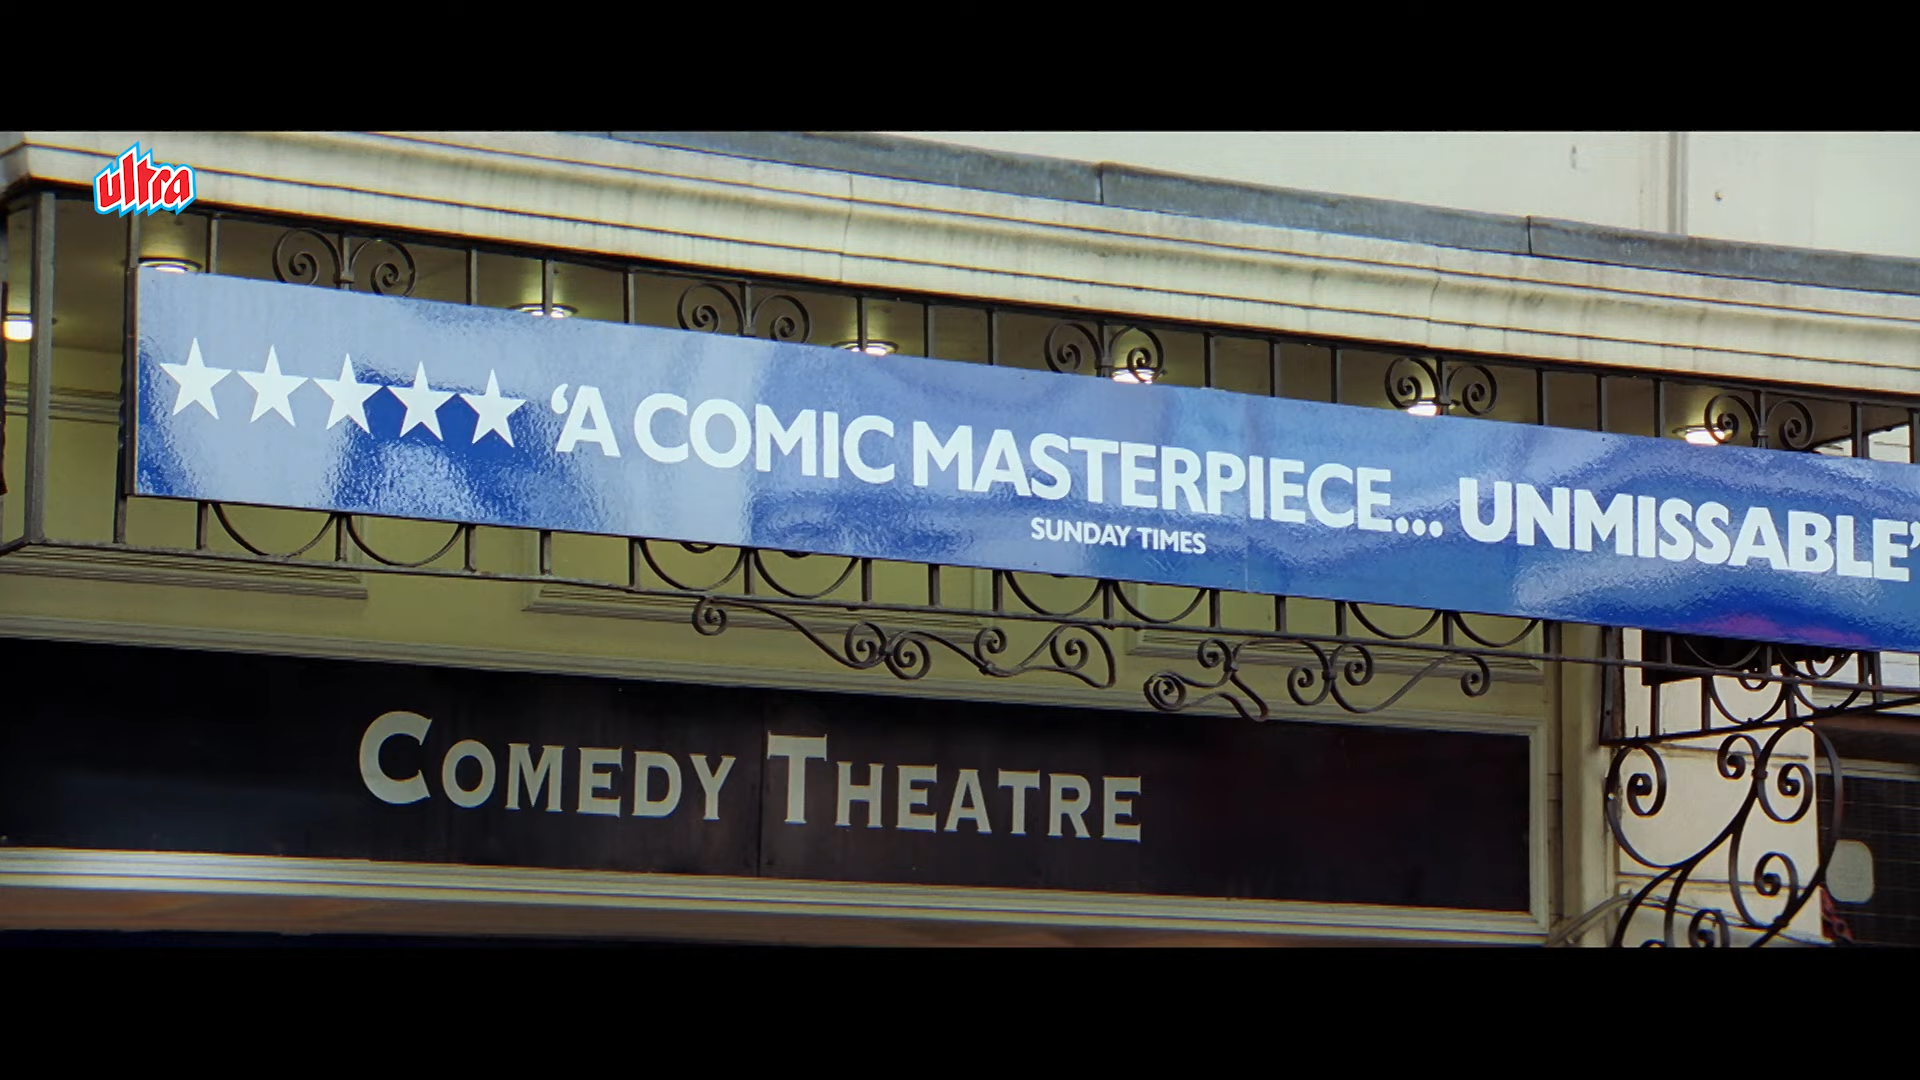 ultra
★★★★★ ‘A COMIC MASTERPIECE... UNMISSABLE’
SUNDAY TIMES
COMEDY THEATRE